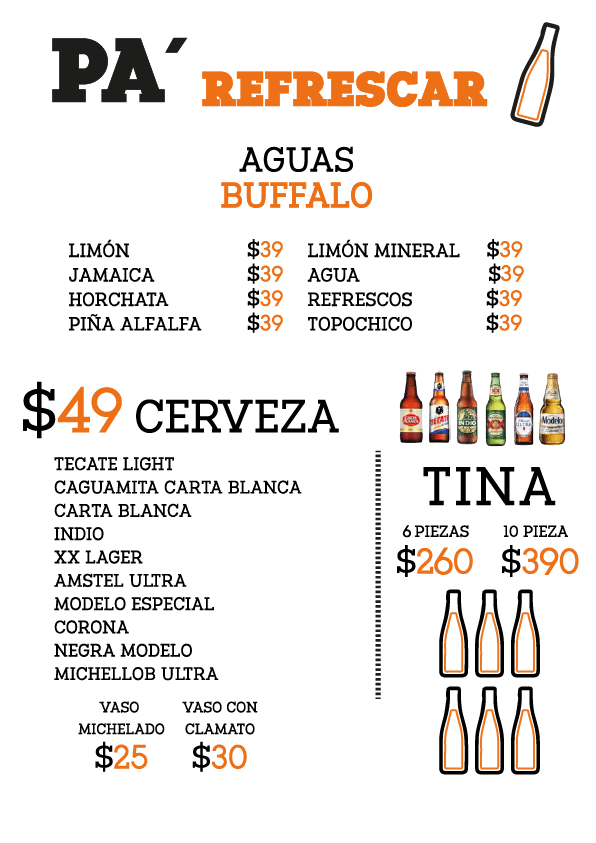 PA´ REFRESCAR
AGUAS
BUFFALO
LIMÓN $39 LIMÓN MINERAL $39
JAMAICA $39 AGUA $39
HORCHATA $39 REFRESCOS $39
PIÑA ALFALFA $39 TOPOCHICO $39
$49 CERVEZA
TECATE LIGHT
CAGUAMITA CARTA BLANCA
CARTA BLANCA
INDIO
XX LAGER
AMSTEL ULTRA
MODELO ESPECIAL
CORONA
NEGRA MODELO
MICHELLOB ULTRA
VASO MICHELADO
$25
VASO CON CLAMATO
$30
INDIO
Modelo
TINA
6 PIEZAS 10 PIEZA
$260 $390